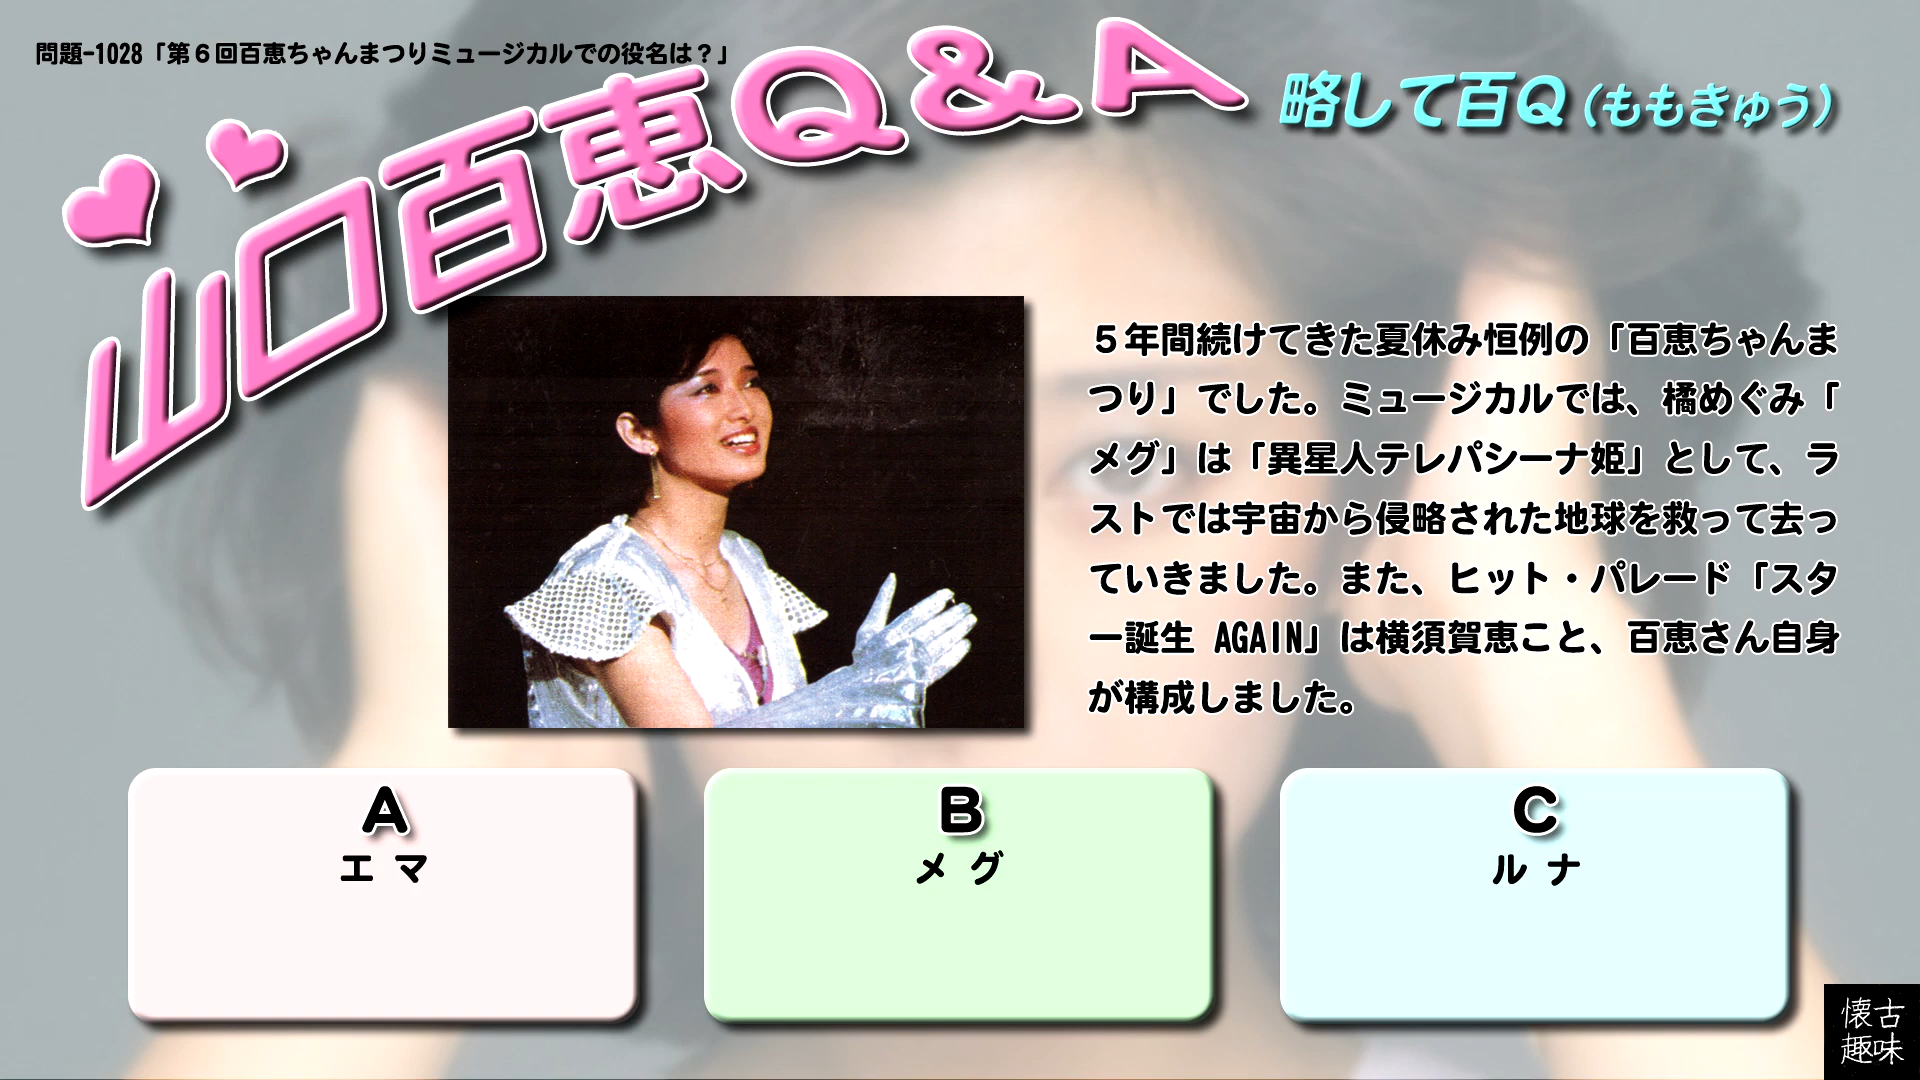 問題-1028「第６回百恵ちゃんまつりミュージカルでの役名は？」
山口百恵Q&A
略して百Q（ももきゅう）
５年間続けてきた夏休み恒例の「百恵ちゃんま
つり」でした。ミュージカルでは、橘めぐみ「
メグ」は「異星人テレパシーナ姫」として、ラ
ストでは宇宙から侵略された地球を救って去っ
ていきました。また、ヒット・パレード「スタ
ー誕生 AGAIN」は横須賀恵こと、百恵さん自身
が構成しました。
A
エ マ
B
メ グ
C
ル ナ
懐古
趣味